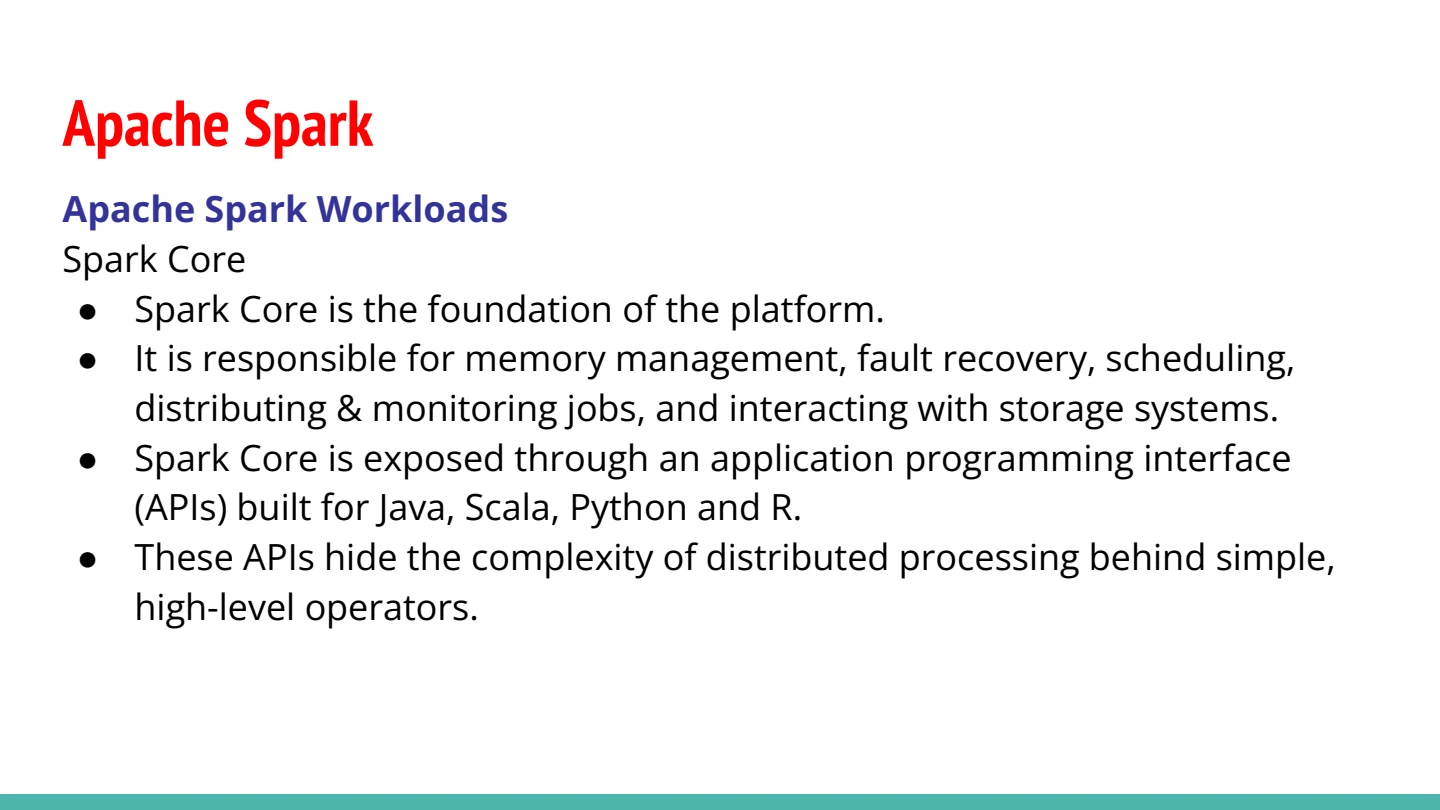 Apache Spark
Apache Spark Workloads
Spark Core
● Spark Core is the foundation of the platform.
● It is responsible for memory management, fault recovery, scheduling,
distributing & monitoring jobs, and interacting with storage systems.
● Spark Core is exposed through an application programming interface
(APIs) built for Java, Scala, Python and R.
● These APIs hide the complexity of distributed processing behind simple,
high-level operators.